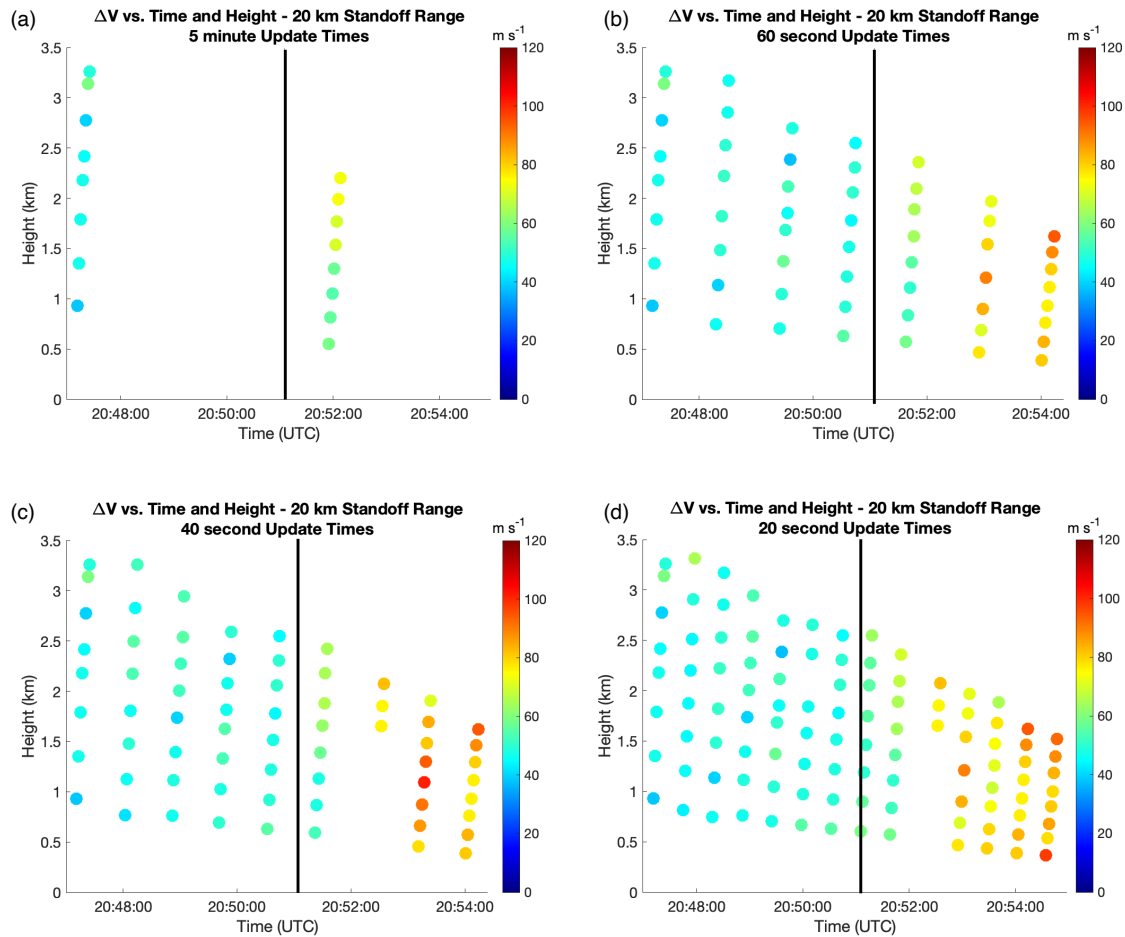 (a)
ΔV vs. Time and Height - 20 km Standoff Range
5 minute Update Times
m s-1
Height (km)
3.5
3
2.5
2
1.5
1
0.5
0
20:48:00 20:50:00 20:52:00 20:54:00
Time (UTC)
120
100
80
60
40
20
0
(b)
ΔV vs. Time and Height - 20 km Standoff Range
60 second Update Times
m s-1
Height (km)
3.5
3
2.5
2
1.5
1
0.5
0
20:48:00 20:50:00 20:52:00 20:54:00
Time (UTC)
120
100
80
60
40
20
0
(c)
ΔV vs. Time and Height - 20 km Standoff Range
40 second Update Times
m s-1
Height (km)
3.5
3
2.5
2
1.5
1
0.5
0
20:48:00 20:50:00 20:52:00 20:54:00
Time (UTC)
120
100
80
60
40
20
0
(d)
ΔV vs. Time and Height - 20 km Standoff Range
20 second Update Times
m s-1
Height (km)
3.5
3
2.5
2
1.5
1
0.5
0
20:48:00 20:50:00 20:52:00 20:54:00
Time (UTC)
120
100
80
60
40
20
0